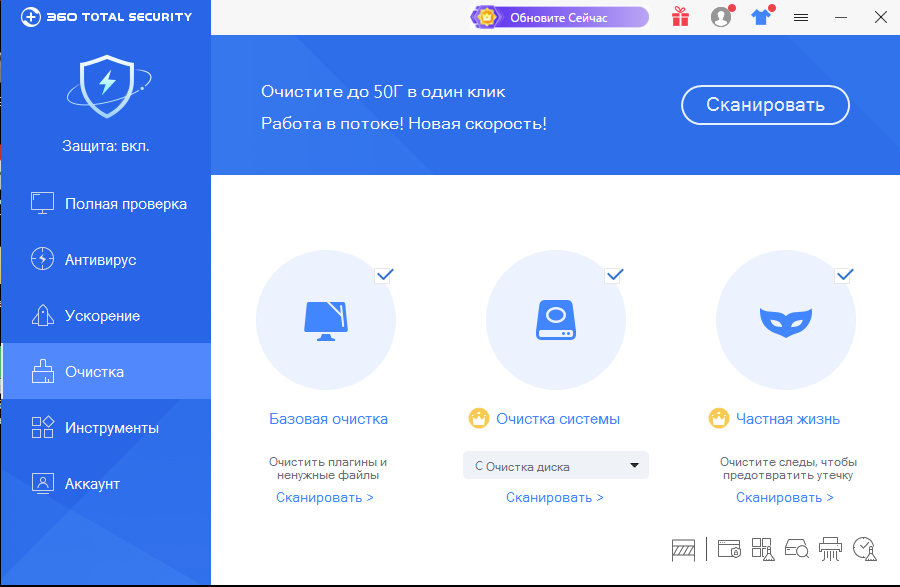 360 TOTAL SECURITY
Обновите Сейчас
Защита: вкл.
Полная проверка
Антивирус
Ускорение
Очистка
Инструменты
Аккаунт
Очистите до 50Г в один клик
Работа в потоке! Новая скорость!
Сканировать
Базовая очистка
Очистить плагины и
ненужные файлы
Сканировать >
Очистка системы
C Очистка диска
Сканировать >
Частная жизнь
Очистите следы, чтобы
предотвратить утечку
Сканировать >